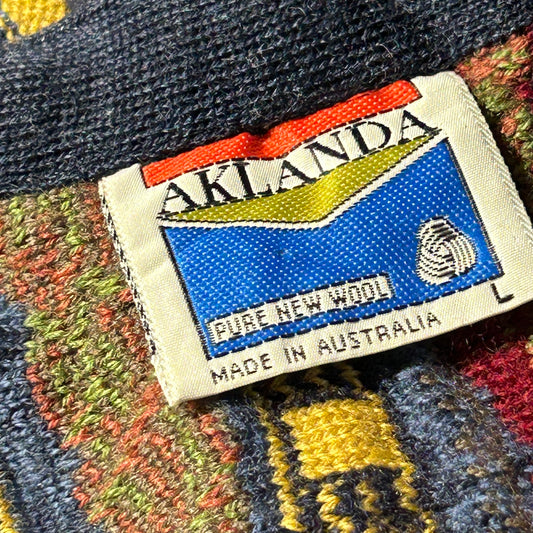 AKLANDA
PURE NEW WOOL
MADE IN AUSTRALIA
L